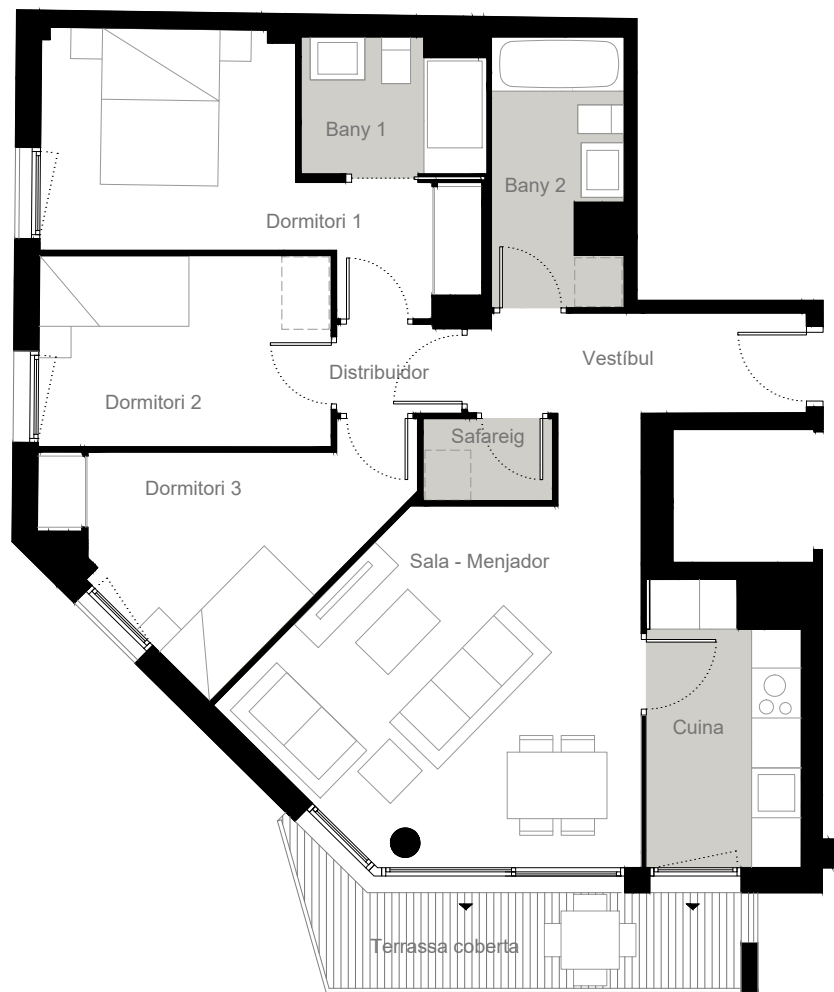 Bany 1
Bany 2
Dormitori 1
Vestíbul
Distribuidor
Dormitori 2
Safareig
Dormitori 3
Sala - Menjador
Cuina
Terrassa coberta